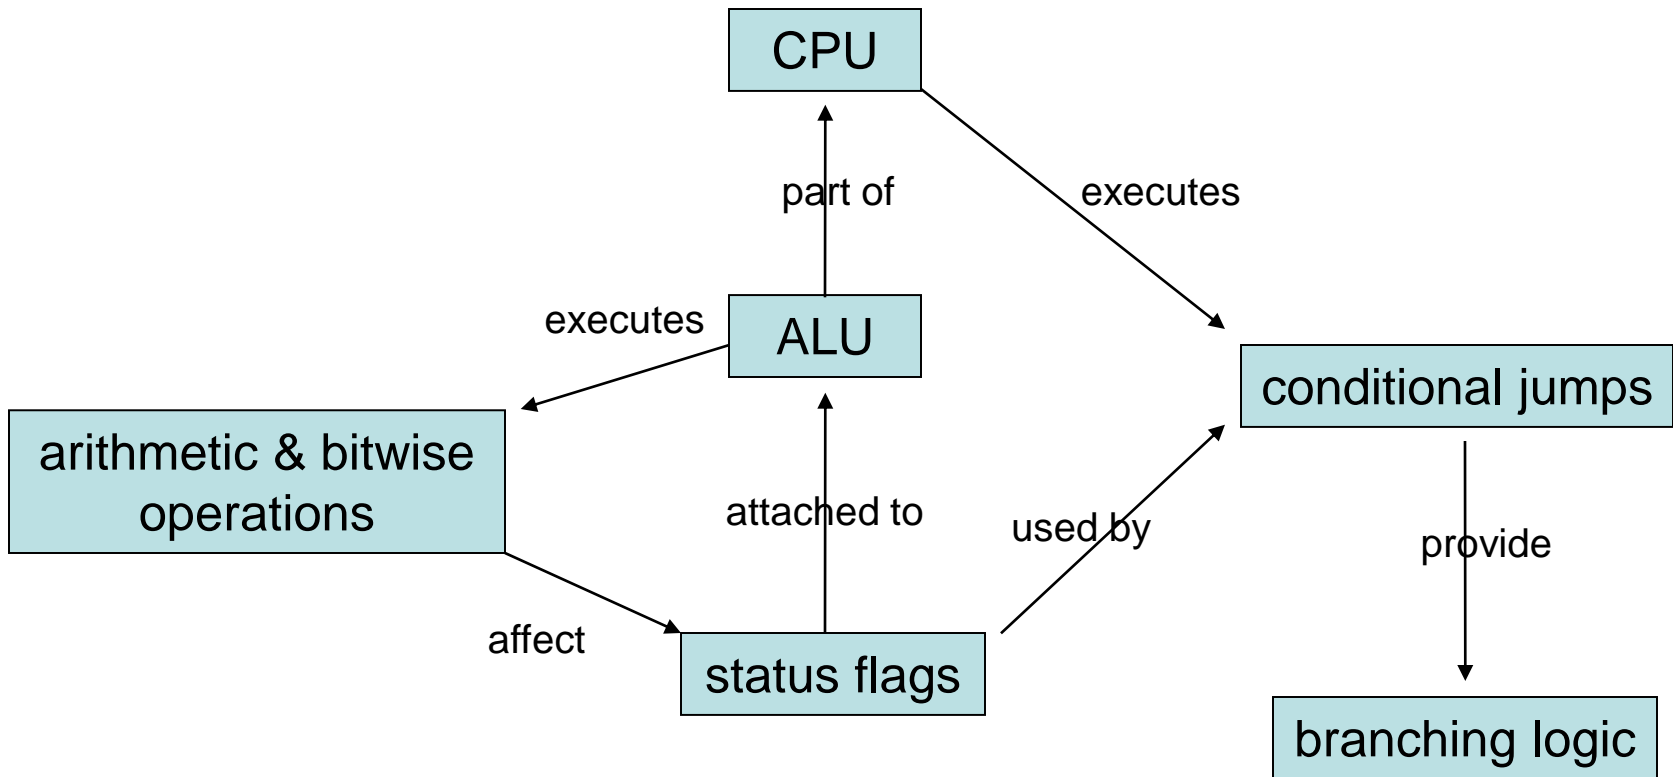 CPU
part of
executes
executes
ALU
conditional jumps
arithmetic & bitwise
operations
attached to
used by
provide
affect
status flags
branching logic